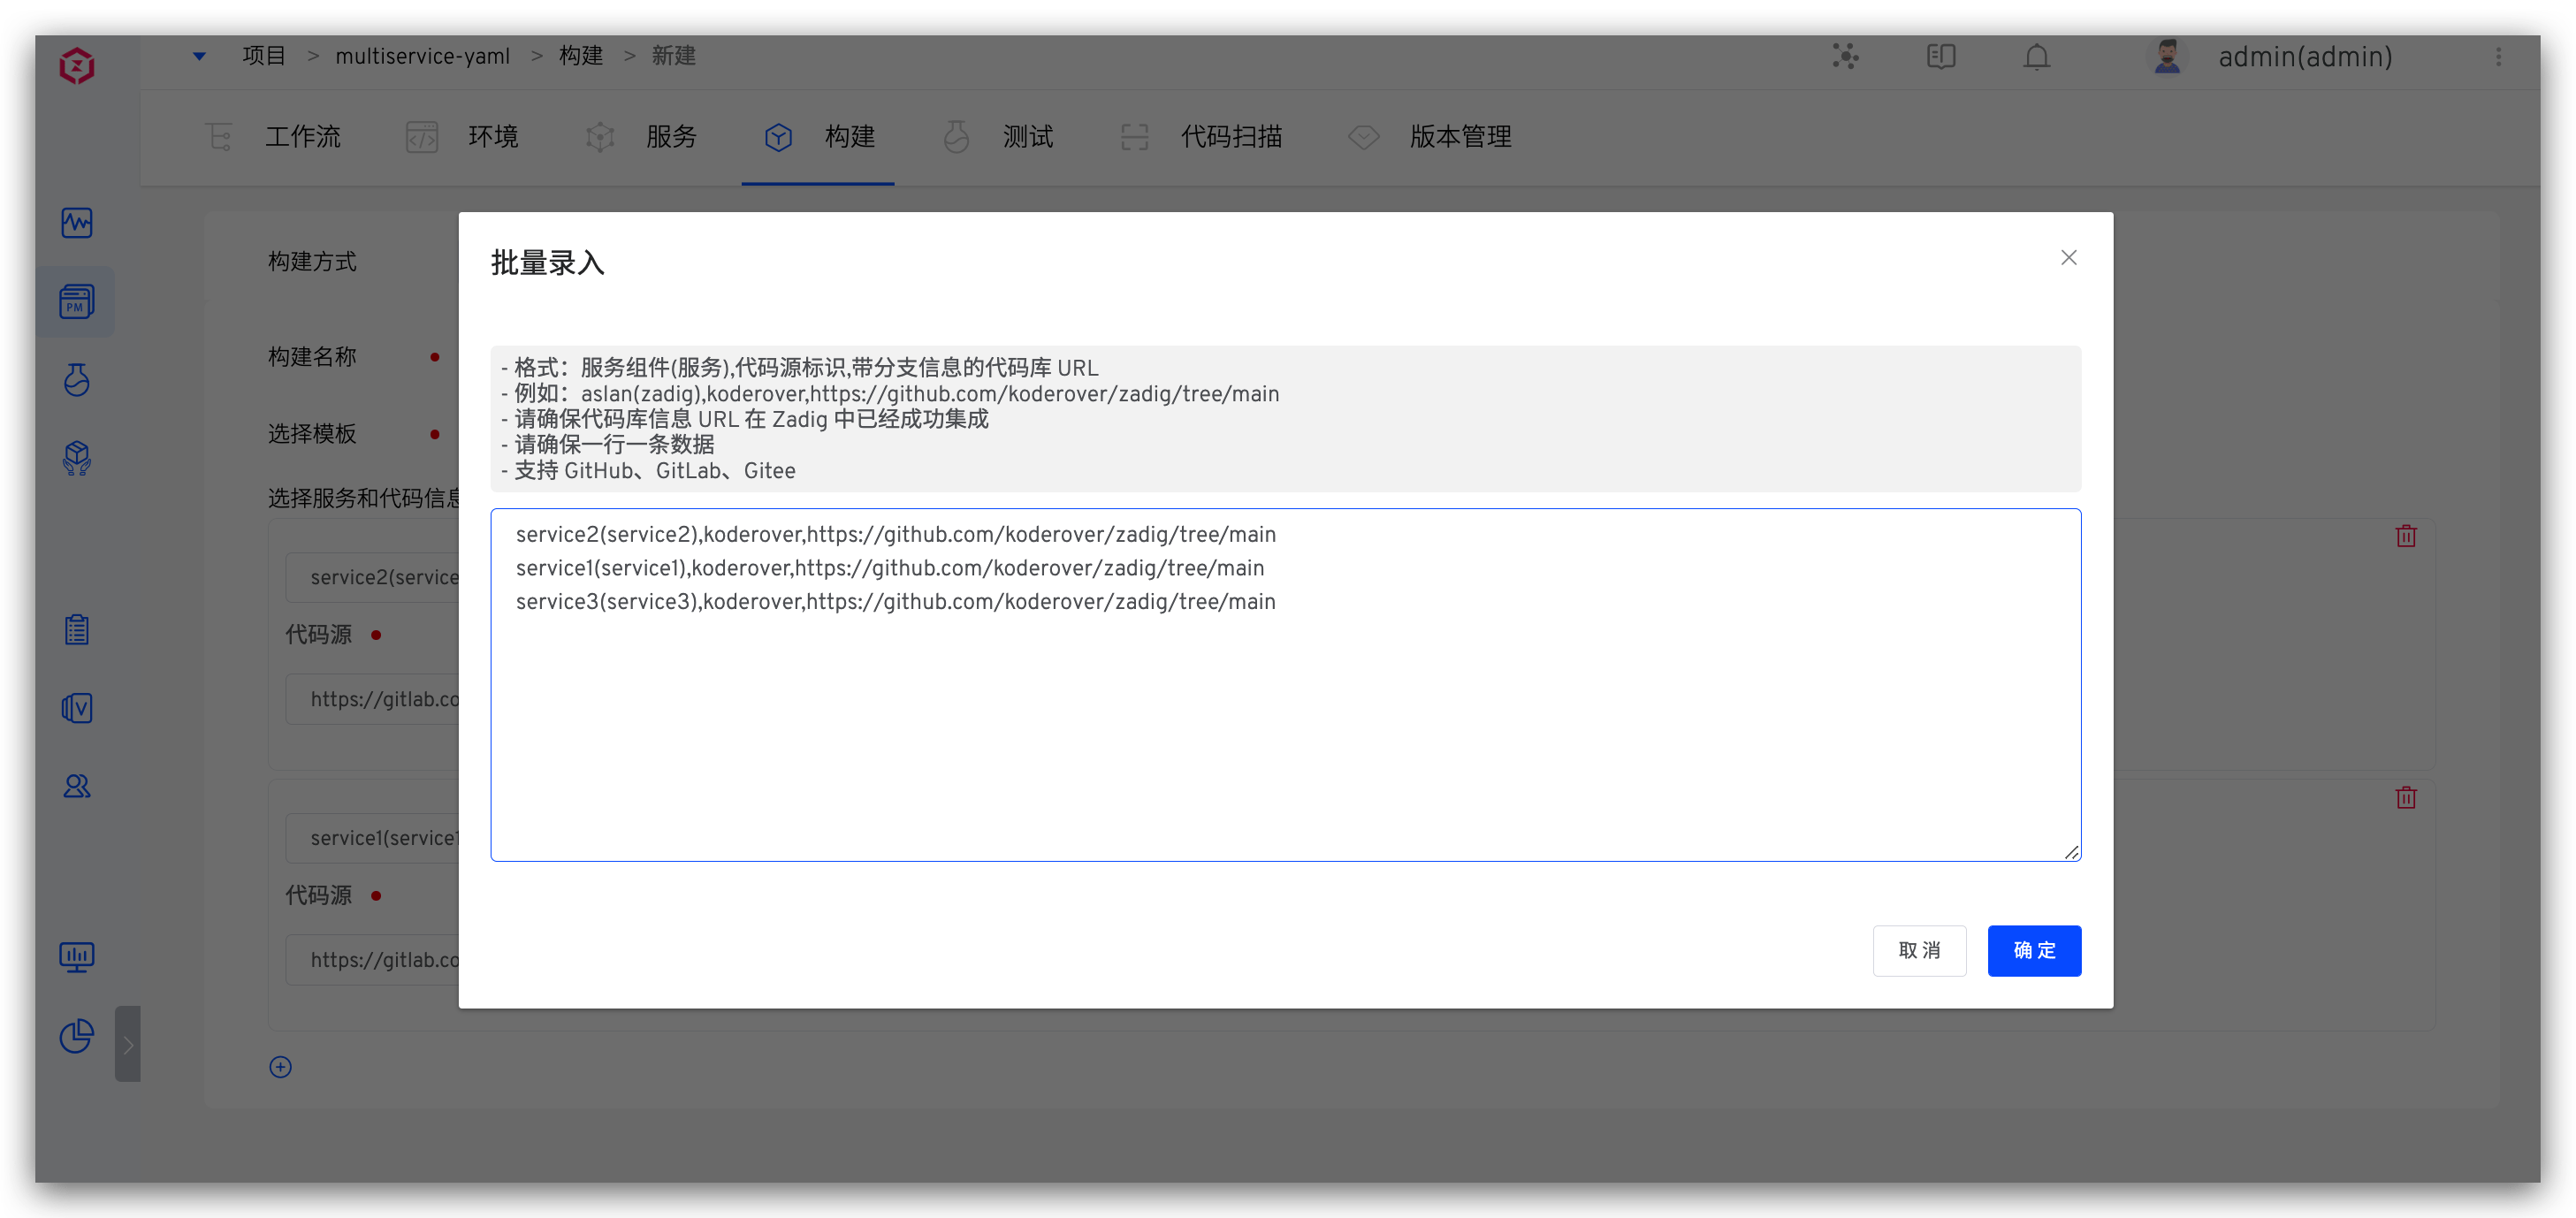 项目 > multiservice-yaml > 构建 > 新建
admin(admin)
工作流 环境 服务 构建 测试 代码扫描 版本管理
PM
构建方式
构建名称
选择模板
选择服务和代码信息
service2(service
代码源
https://gitlab.co
service1(service1
代码源
https://gitlab.co
批量录入
- 格式：服务组件(服务),代码源标识,带分支信息的代码库 URL
- 例如：aslan(zadig),koderover,https://github.com/koderover/zadig/tree/main
- 请确保代码库信息 URL 在 Zadig 中已经成功集成
- 请确保一行一条数据
- 支持 GitHub、GitLab、Gitee
service2(service2),koderover,https://github.com/koderover/zadig/tree/main
service1(service1),koderover,https://github.com/koderover/zadig/tree/main
service3(service3),koderover,https://github.com/koderover/zadig/tree/main
取消 确定